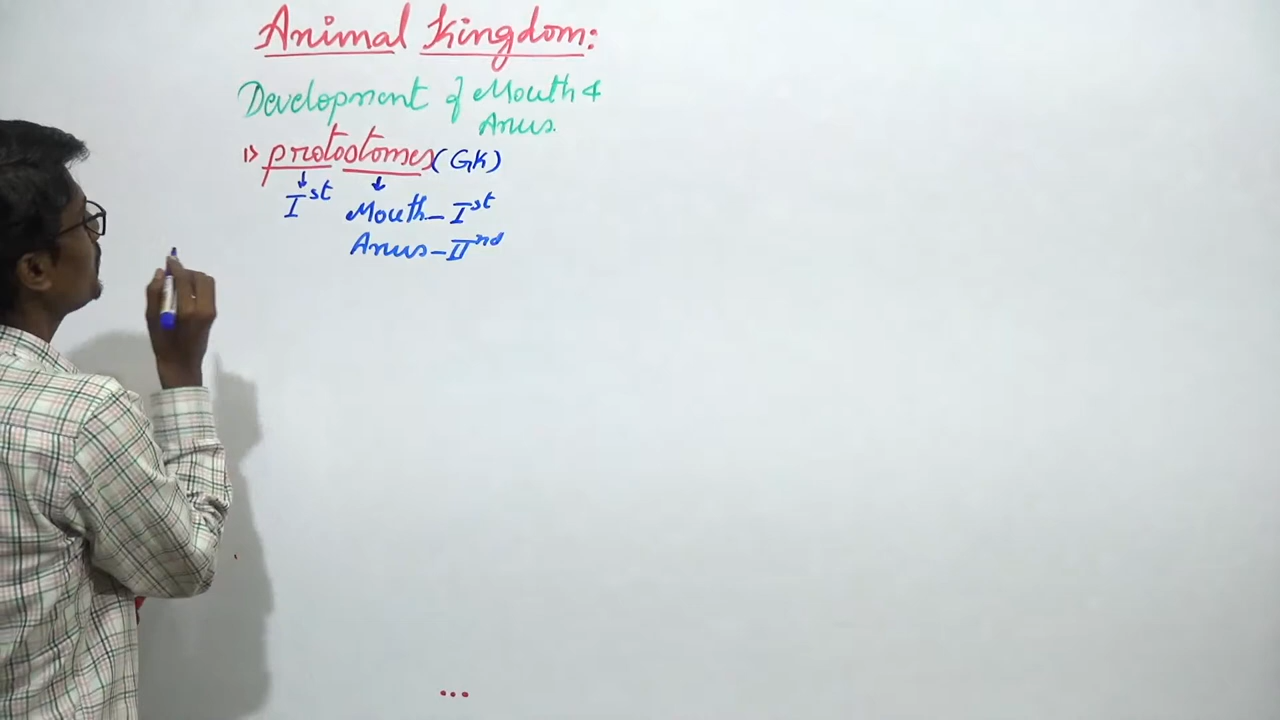 Animal Kingdom:
Development of Mouth &
Anus.
1) protostomes (GK)
Ist Mouth - Ist
Anus - IInd
...